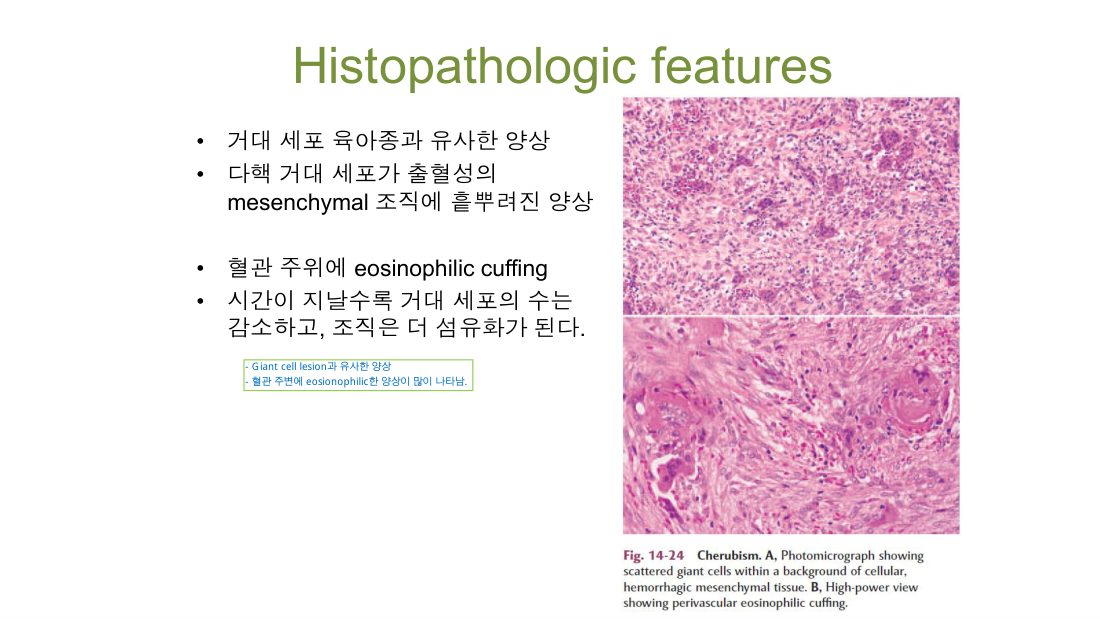 Histopathologic features
• 거대 세포 육아종과 유사한 양상
• 다핵 거대 세포가 출혈성의
mesenchymal 조직에 흩뿌려진 양상
• 혈관 주위에 eosinophilic cuffing
• 시간이 지날수록 거대 세포의 수는
감소하고, 조직은 더 섬유화가 된다.
- Giant cell lesion과 유사한 양상
- 혈관 주변에 eosionophilic한 양상이 많이 나타남.
Fig. 14-24 Cherubism. A, Photomicrograph showing
scattered giant cells within a background of cellular,
hemorrhagic mesenchymal tissue. B, High-power view
showing perivascular eosinophilic cuffing.